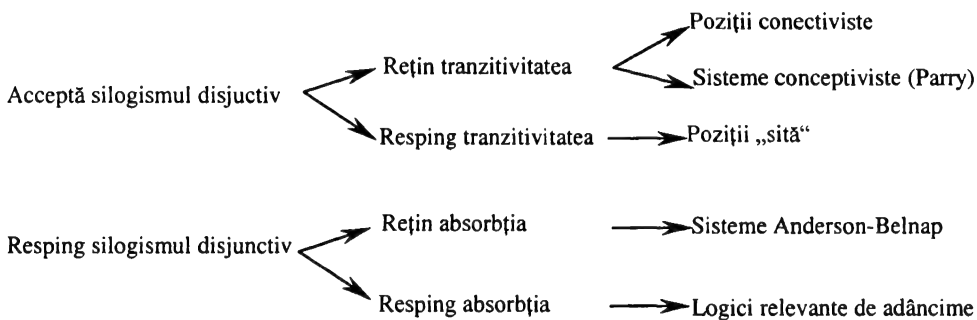 Poziții conectiviste
Rețin tranzitivitatea
Sisteme conceptiviste (Parry)
Acceptă silogismul disjuctiv
Resping tranzitivitatea
Poziții „sită“
Rețin absorbția
Sisteme Anderson-Belnap
Resping silogismul disjunctiv
Resping absorbția
Logici relevante de adâncime